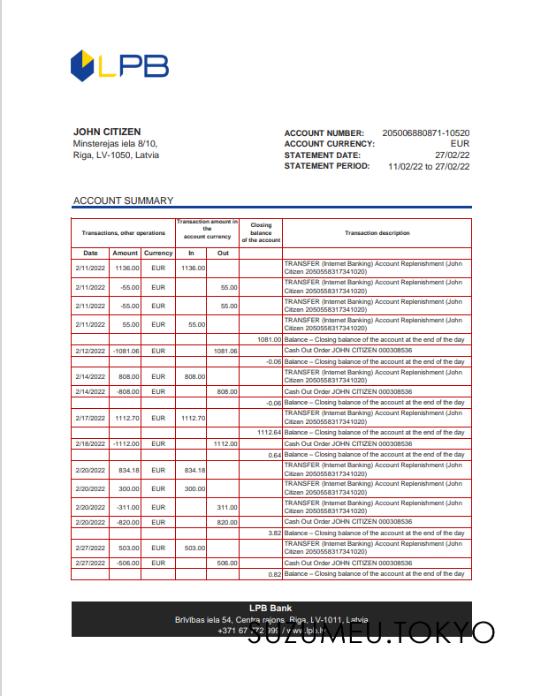 LPB
JOHN CITIZEN
Minsterejas iela 8/10,
Riga, LV-1050, Latvia
ACCOUNT NUMBER: 205006880871-10520
ACCOUNT CURRENCY: EUR
STATEMENT DATE: 27/02/22
STATEMENT PERIOD: 11/02/22 to 27/02/22
ACCOUNT SUMMARY
Transactions, other operations
Transaction amount in
the
account currency
Closing
balance
of the account
Transaction description
Date Amount Currency In Out
2/11/2022 1136.00 EUR 1136.00 TRANSFER (Internet Banking) Account Replenishment (John
Citizen 2050558317341020)
2/11/2022 -55.00 EUR 55.00 TRANSFER (Internet Banking) Account Replenishment (John
Citizen 2050558317341020)
2/11/2022 -55.00 EUR 55.00 TRANSFER (Internet Banking) Account Replenishment (John
Citizen 2050558317341020)
2/11/2022 55.00 EUR 55.00 TRANSFER (Internet Banking) Account Replenishment (John
Citizen 2050558317341020)
1081.00 Balance – Closing balance of the account at the end of the day
2/12/2022 -1081.06 EUR 1081.06 Cash Out Order JOHN CITIZEN 000308536
-0.06 Balance – Closing balance of the account at the end of the day
2/14/2022 808.00 EUR 808.00 TRANSFER (Internet Banking) Account Replenishment (John
Citizen 2050558317341020)
2/14/2022 -808.00 EUR 808.00 Cash Out Order JOHN CITIZEN 000308536
-0.06 Balance – Closing balance of the account at the end of the day
2/17/2022 1112.70 EUR 1112.70 TRANSFER (Internet Banking) Account Replenishment (John
Citizen 2050558317341020)
1112.64 Balance – Closing balance of the account at the end of the day
2/18/2022 -1112.00 EUR 1112.00 Cash Out Order JOHN CITIZEN 000308536
0.64 Balance – Closing balance of the account at the end of the day
2/20/2022 834.18 EUR 834.18 TRANSFER (Internet Banking) Account Replenishment (John
Citizen 2050558317341020)
2/20/2022 300.00 EUR 300.00 TRANSFER (Internet Banking) Account Replenishment (John
Citizen 2050558317341020)
2/20/2022 -311.00 EUR 311.00 TRANSFER (Internet Banking) Account Replenishment (John
Citizen 2050558317341020)
2/20/2022 -820.00 EUR 820.00 Cash Out Order JOHN CITIZEN 000308536
3.82 Balance – Closing balance of the account at the end of the day
2/27/2022 503.00 EUR 503.00 TRANSFER (Internet Banking) Account Replenishment (John
Citizen 2050558317341020)
2/27/2022 -506.00 EUR 506.00 Cash Out Order JOHN CITIZEN 000308536
0.82 Balance – Closing balance of the account at the end of the day
LPB Bank
Brīvības iela 54, Centra rajons, Riga, LV-1011, Latvia
+371 67 772 999 / www.lpb.lv
SUZUMEU.TOKYO